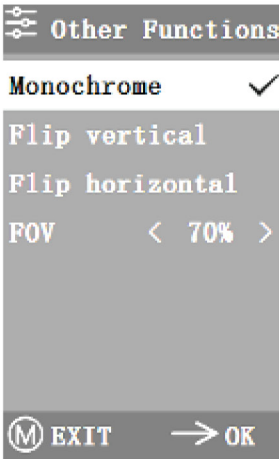 Other Functions
Monochrome
Flip vertical
Flip horizontal
FOV < 70% >
M EXIT → OK